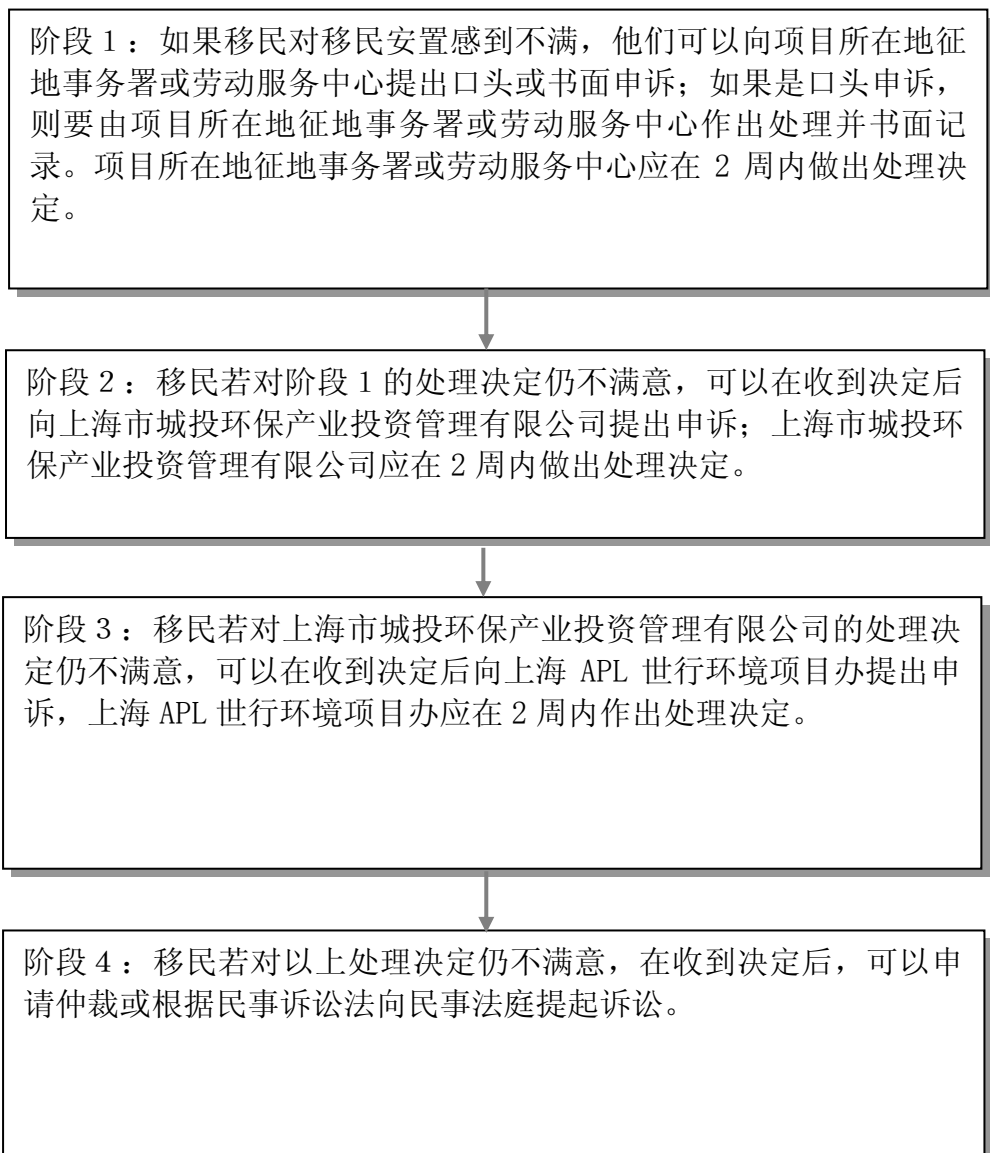 阶段 1：如果移民对移民安置感到不满，他们可以向项目所在地征
地事务署或劳动服务中心提出口头或书面申诉；如果是口头申诉，
则要由项目所在地征地事务署或劳动服务中心作出处理并书面记
录。项目所在地征地事务署或劳动服务中心应在 2 周内做出处理决
定。
阶段 2：移民若对阶段 1 的处理决定仍不满意，可以在收到决定后
向上海市城投环保产业投资管理有限公司提出申诉；上海市城投环
保产业投资管理有限公司应在 2 周内做出处理决定。
阶段 3：移民若对上海市城投环保产业投资管理有限公司的处理决
定仍不满意，可以在收到决定后向上海 APL 世行环境项目办提出申
诉，上海 APL 世行环境项目办应在 2 周内作出处理决定。
阶段 4：移民若对以上处理决定仍不满意，在收到决定后，可以申
请仲裁或根据民事诉讼法向民事法庭提起诉讼。